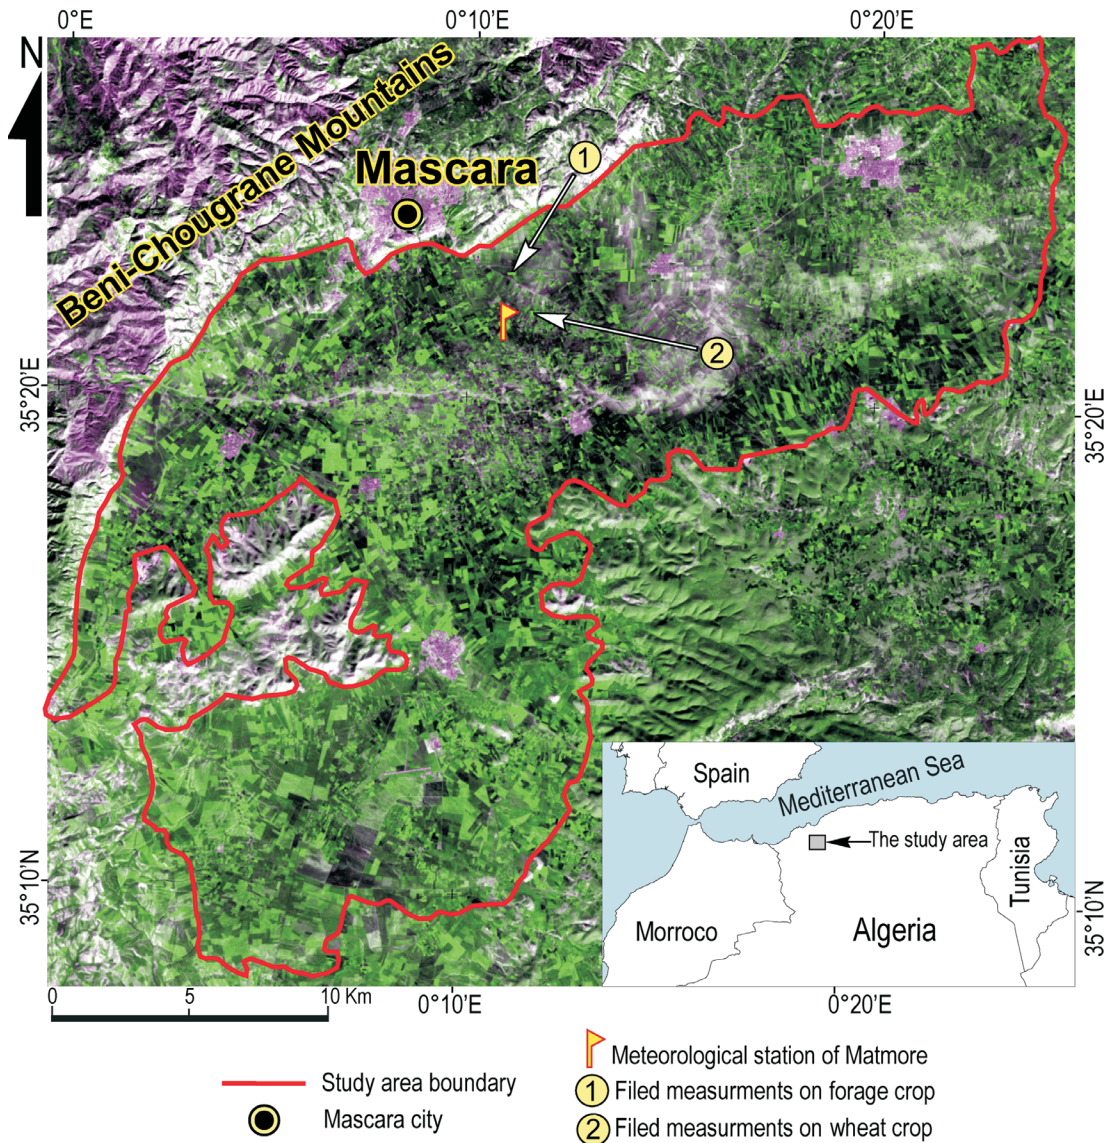 0°E
0°10’E
0°20’E
N
Beni-Chougrane Mountains
Mascara
1
2
35°20’E
35°20’E
Spain
Mediterranean Sea
The study area
Tunisia
Morroco
Algeria
35°10’N
35°10’N
0
5
10 Km
0°10’E
0°20’E
Study area boundary
Mascara city
Meteorological station of Matmore
1 Filed measurments on forage crop
2 Filed measurments on wheat crop